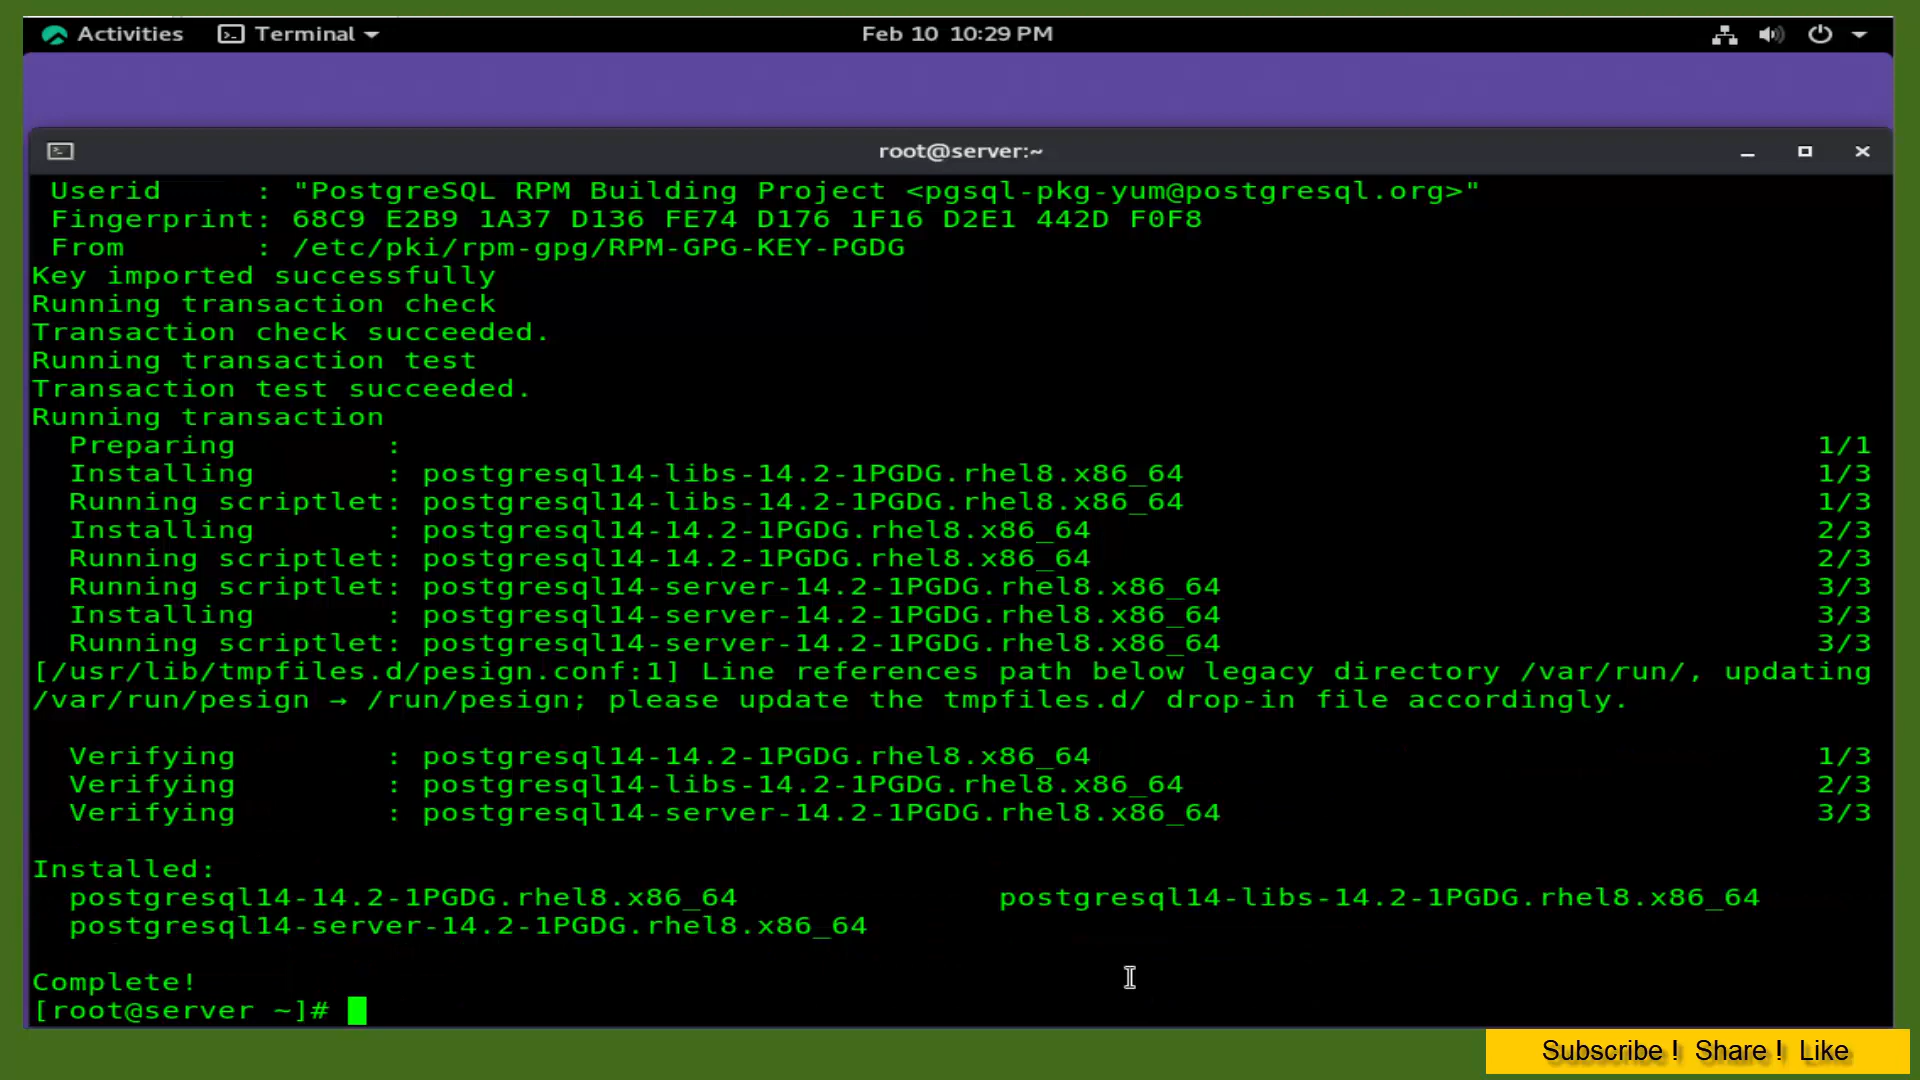 Activities Terminal Feb 10 10:29 PM
root@server:~
Userid : "PostgreSQL RPM Building Project <pgsql-pkg-yum@postgresql.org>"
Fingerprint: 68C9 E2B9 1A37 D136 FE74 D176 1F16 D2E1 442D F0F8
From : /etc/pki/rpm-gpg/RPM-GPG-KEY-PGDG
Key imported successfully
Running transaction check
Transaction check succeeded.
Running transaction test
Transaction test succeeded.
Running transaction
Preparing : 1/1
Installing : postgresql14-libs-14.2-1PGDG.rhel8.x86_64 1/3
Running scriptlet: postgresql14-libs-14.2-1PGDG.rhel8.x86_64 1/3
Installing : postgresql14-14.2-1PGDG.rhel8.x86_64 2/3
Running scriptlet: postgresql14-14.2-1PGDG.rhel8.x86_64 2/3
Running scriptlet: postgresql14-server-14.2-1PGDG.rhel8.x86_64 3/3
Installing : postgresql14-server-14.2-1PGDG.rhel8.x86_64 3/3
Running scriptlet: postgresql14-server-14.2-1PGDG.rhel8.x86_64 3/3
[/usr/lib/tmpfiles.d/pesign.conf:1] Line references path below legacy directory /var/run/, updating
/var/run/pesign → /run/pesign; please update the tmpfiles.d/ drop-in file accordingly.
Verifying : postgresql14-14.2-1PGDG.rhel8.x86_64 1/3
Verifying : postgresql14-libs-14.2-1PGDG.rhel8.x86_64 2/3
Verifying : postgresql14-server-14.2-1PGDG.rhel8.x86_64 3/3
Installed:
postgresql14-14.2-1PGDG.rhel8.x86_64 postgresql14-libs-14.2-1PGDG.rhel8.x86_64
postgresql14-server-14.2-1PGDG.rhel8.x86_64
Complete!
[root@server ~]#
Subscribe ! Share ! Like